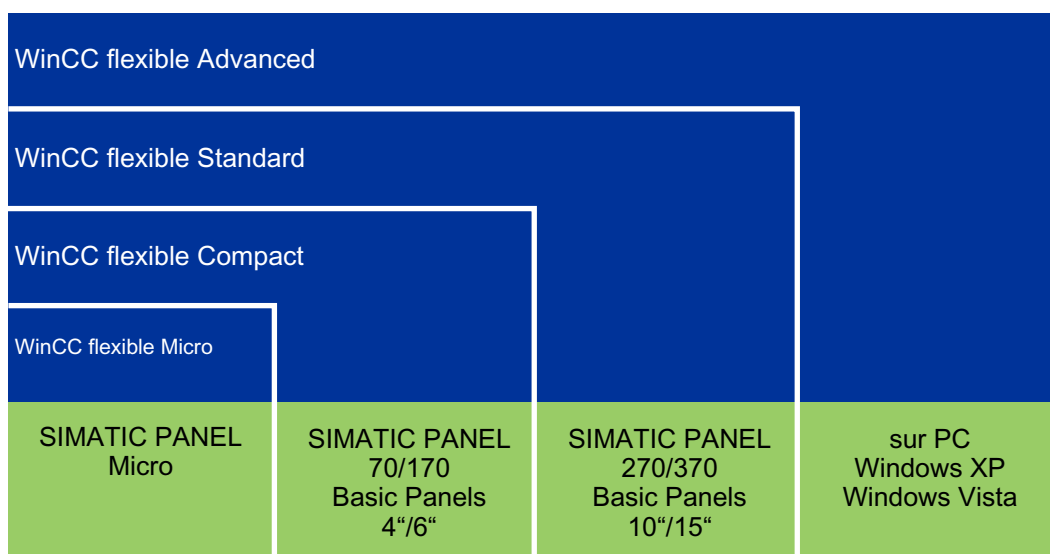 WinCC flexible Advanced
WinCC flexible Standard
WinCC flexible Compact
WinCC flexible Micro
SIMATIC PANEL
Micro
SIMATIC PANEL
70/170
Basic Panels
4“/6“
SIMATIC PANEL
270/370
Basic Panels
10“/15“
sur PC
Windows XP
Windows Vista